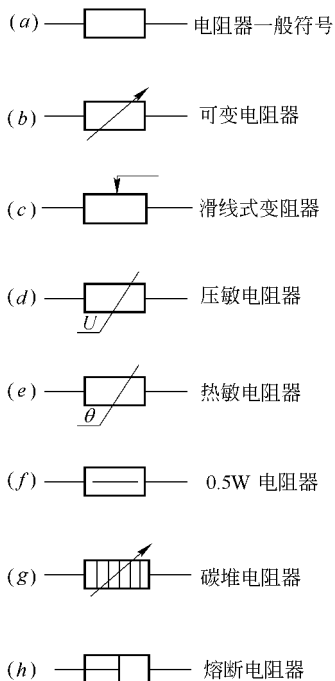 (a) 电阻器一般符号
(b) 可变电阻器
(c) 滑线式变阻器
(d) U 压敏电阻器
(e) θ 热敏电阻器
(f) 0.5W 电阻器
(g) 碳堆电阻器
(h) 熔断电阻器